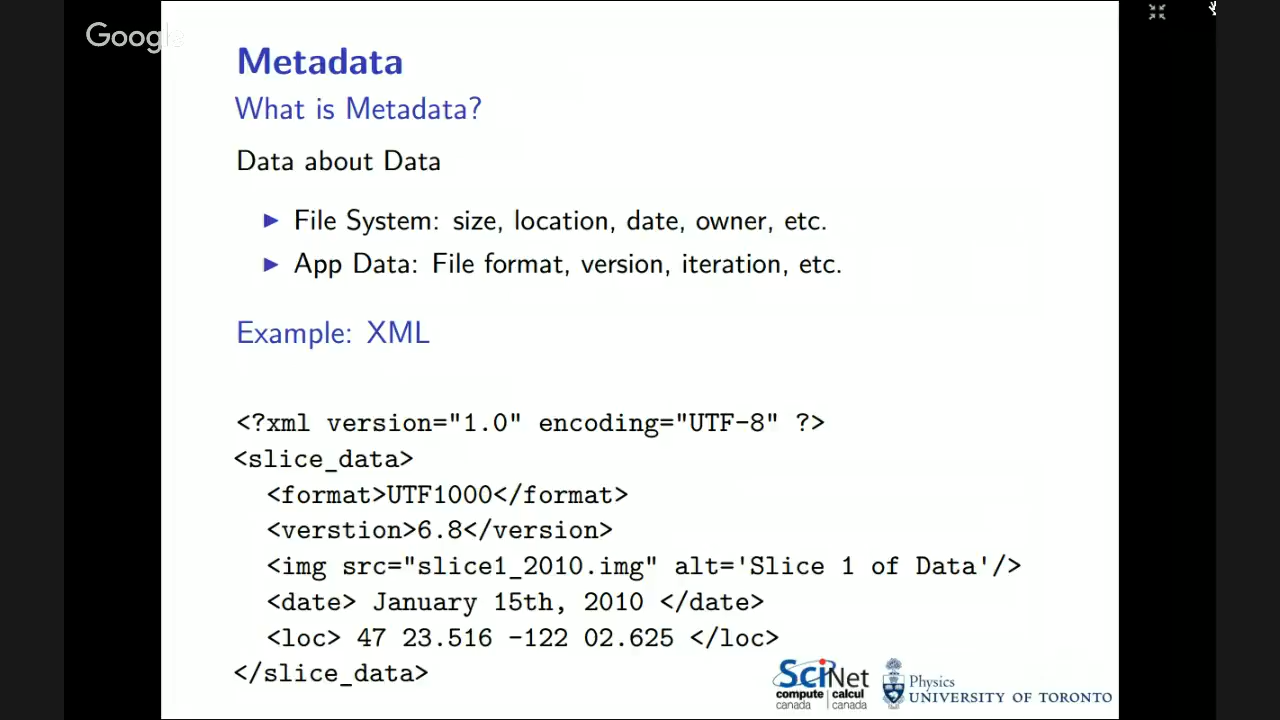 Google
Metadata
What is Metadata?
Data about Data
▶ File System: size, location, date, owner, etc.
▶ App Data: File format, version, iteration, etc.
Example: XML
<?xml version="1.0" encoding="UTF-8" ?>
<slice_data>
<format>UTF1000</format>
<verstion>6.8</version>
<img src="slice1_2010.img" alt='Slice 1 of Data'/>
<date> January 15th, 2010 </date>
<loc> 47 23.516 -122 02.625 </loc>
</slice_data>
SciNet
compute | calcul
canada | canada
Physics
UNIVERSITY OF TORONTO